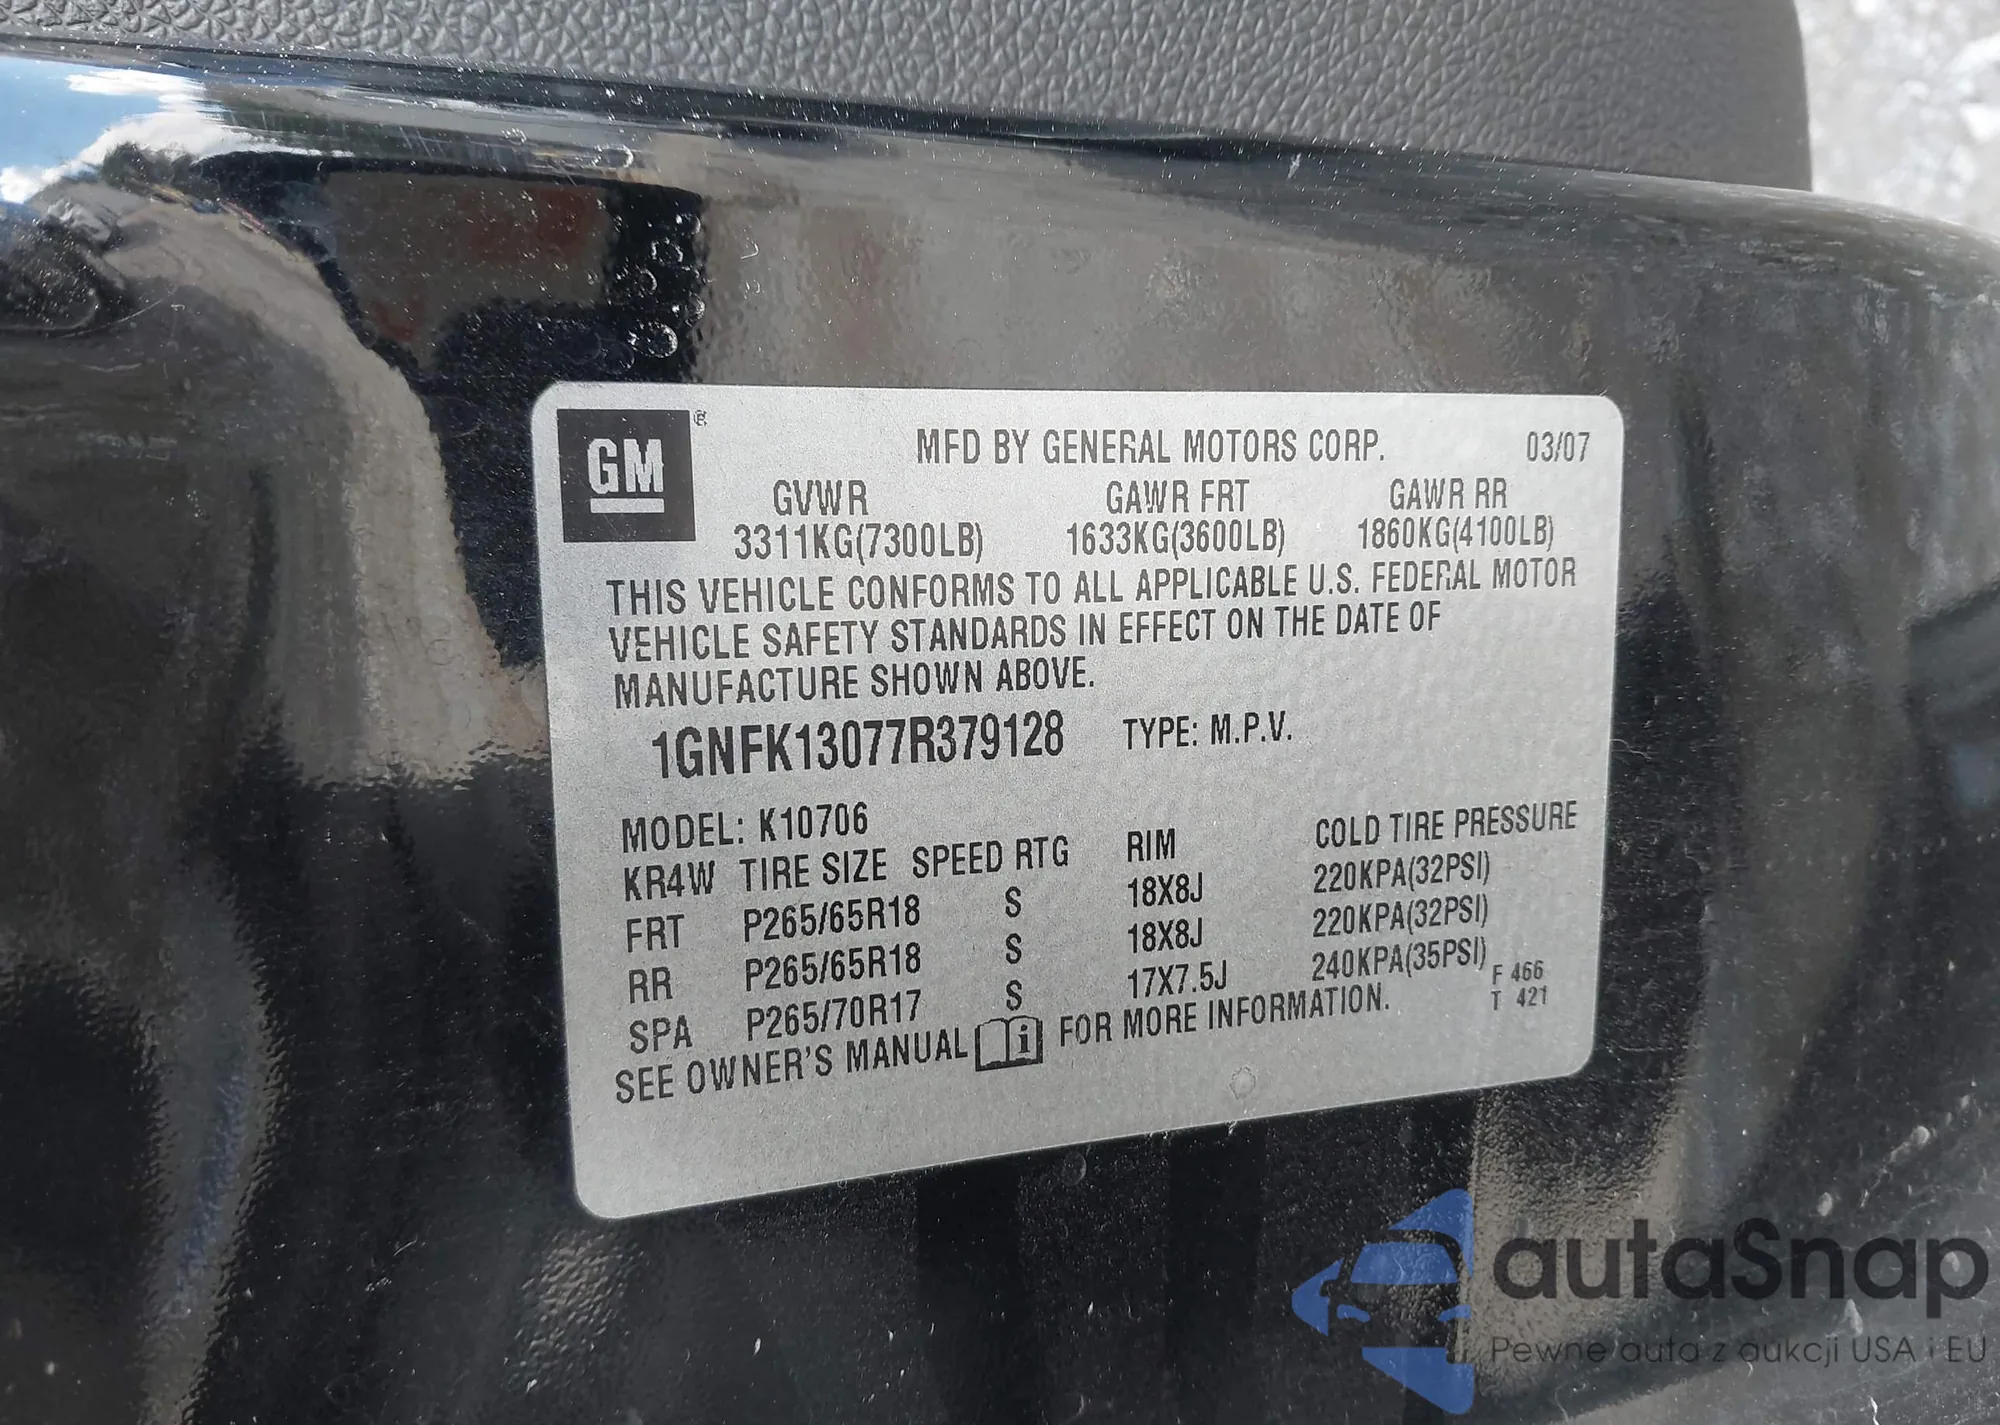 GM ®
MFD BY GENERAL MOTORS CORP. 03/07
GVWR GAWR FRT GAWR RR
3311KG(7300LB) 1633KG(3600LB) 1860KG(4100LB)
THIS VEHICLE CONFORMS TO ALL APPLICABLE U.S. FEDERAL MOTOR
VEHICLE SAFETY STANDARDS IN EFFECT ON THE DATE OF
MANUFACTURE SHOWN ABOVE.
1GNFK13077R379128 TYPE: M.P.V.
MODEL: K10706
KR4W TIRE SIZE SPEED RTG RIM COLD TIRE PRESSURE
FRT P265/65R18 S 18X8J 220KPA(32PSI)
RR P265/65R18 S 18X8J 220KPA(32PSI)
SPA P265/70R17 S 17X7.5J 240KPA(35PSI)
SEE OWNER'S MANUAL i FOR MORE INFORMATION.
F 466
T 421
autaSnap
Pewne auta z aukcji USA i EU